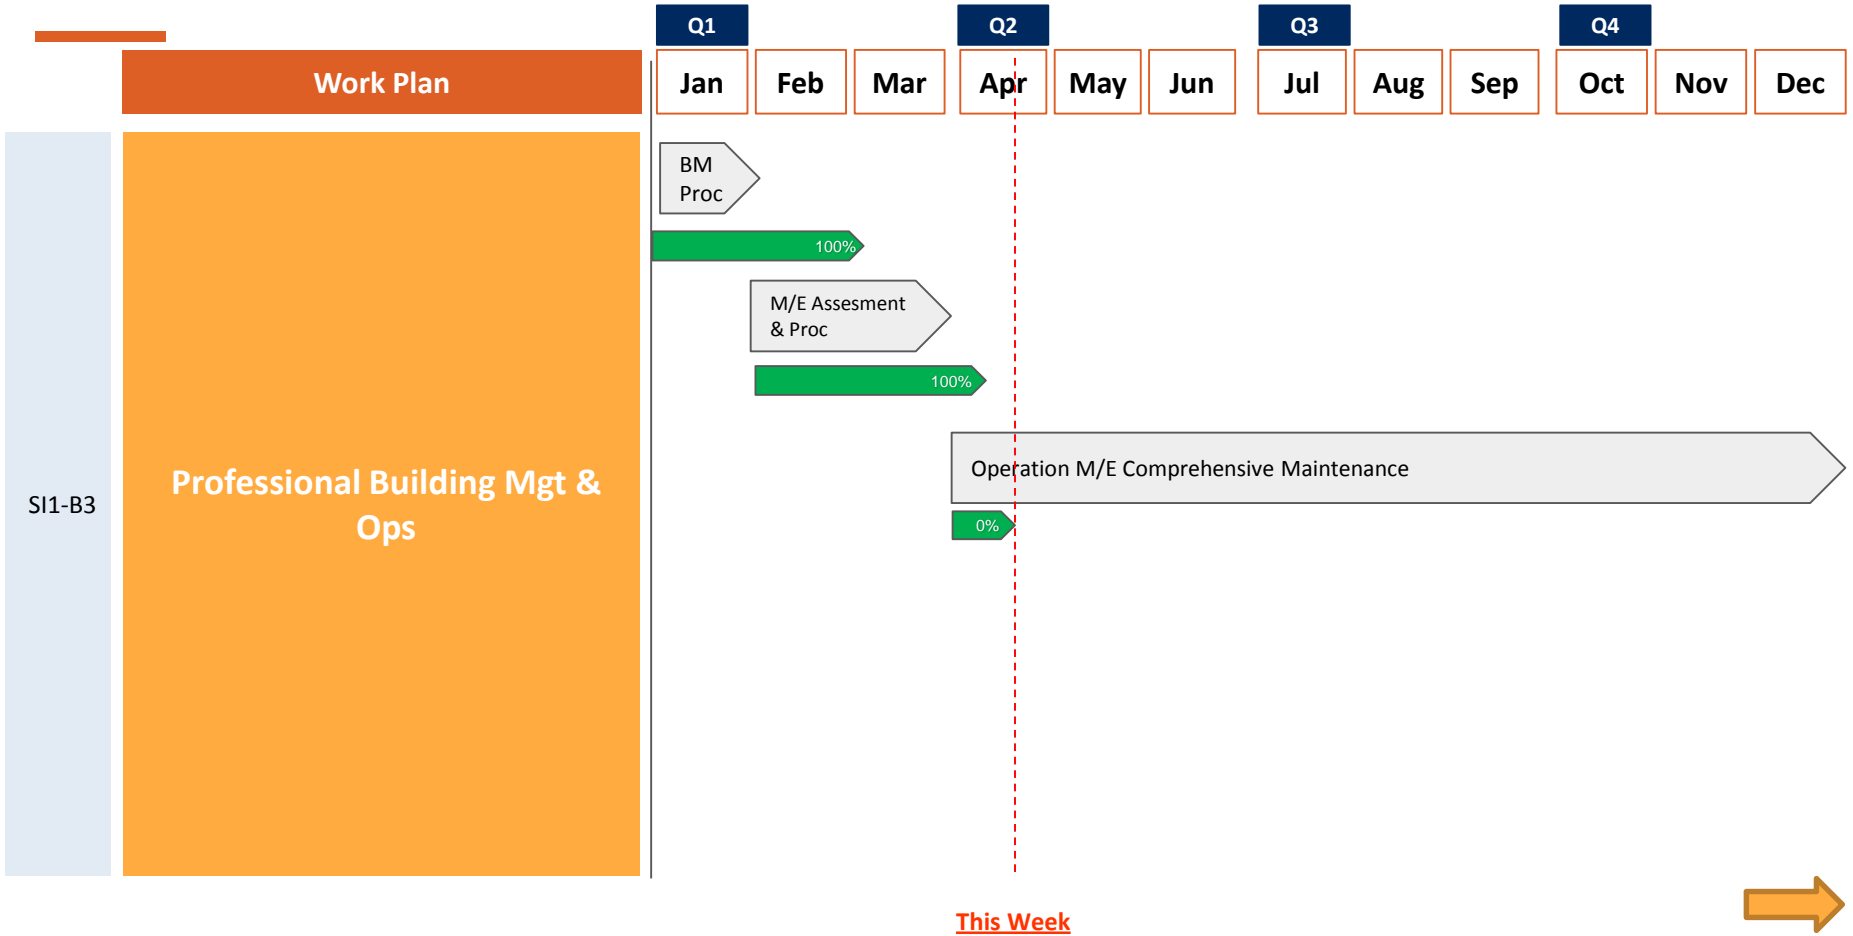 Q1 Q2 Q3 Q4
Work Plan Jan Feb Mar Apr May Jun Jul Aug Sep Oct Nov Dec
BM
Proc
100%
M/E Assesment
& Proc
100%
Operation M/E Comprehensive Maintenance
SI1-B3
Professional Building Mgt &
Ops
0%
This Week